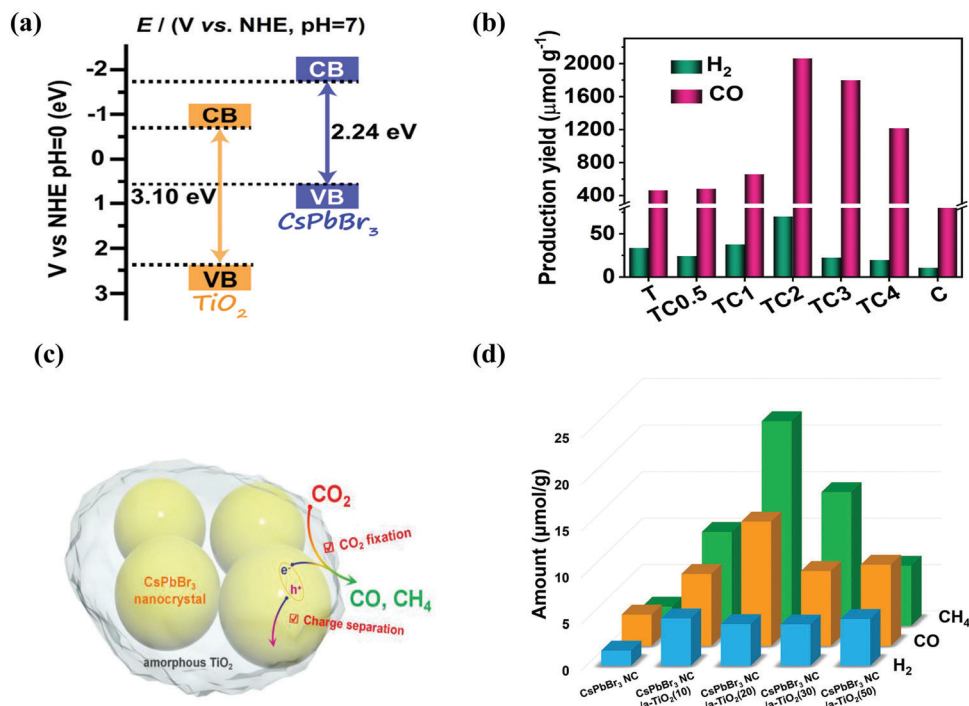 (a)
E / (V vs. NHE, pH=7)
V vs NHE pH=0 (eV)
-2
-1
0
1
2
3
CB
CB
2.24 eV
3.10 eV
VB
CsPbBr₃
VB
TiO₂
(b)
Production yield (μmol g⁻¹)
2000
1600
1200
800
400
50
0
H₂
CO
T
TC0.5
TC1
TC2
TC3
TC4
C
(c)
CO₂
☑ CO₂ fixation
CsPbBr₃
nanocrystal
e⁻
h⁺
CO, CH₄
☑ Charge separation
amorphous TiO₂
(d)
Amount (μmol/g)
25
20
15
10
5
0
CH₄
CO
H₂
CsPbBr₃ NC
CsPbBr₃ NC
/a-TiO₂(10)
CsPbBr₃ NC
/a-TiO₂(20)
CsPbBr₃ NC
/a-TiO₂(30)
CsPbBr₃ NC
/a-TiO₂(50)